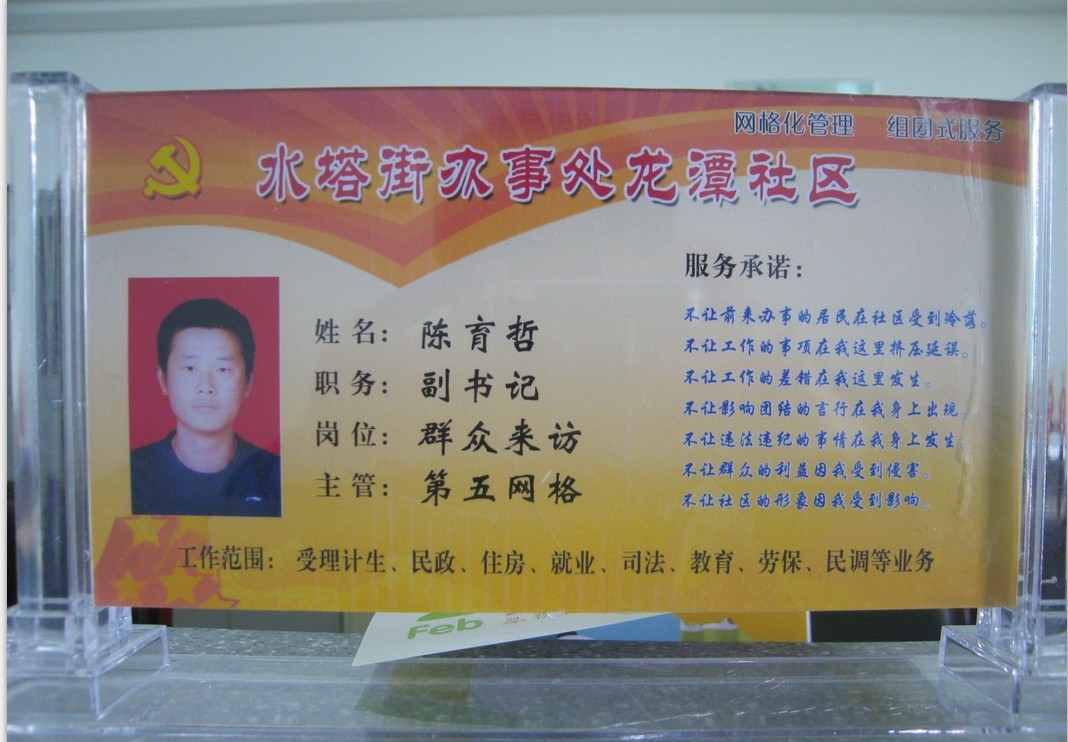 网格化管理 组团式服务
水塔街办事处龙潭社区
服务承诺：
姓名： 陈育哲
职务： 副书记
岗位： 群众来访
主管： 第五网格
不让前来办事的居民在社区受到冷落。
不让工作的事项在我这里挤压延误。
不让工作的差错在我这里发生。
不让影响团结的言行在我身上出现。
不让违法违纪的事情在我身上发生。
不让群众的利益因我受到侵害。
不让社区的形象因我受到影响。
工作范围： 受理计生、民政、住房、就业、司法、教育、劳保、民调等业务
Feb